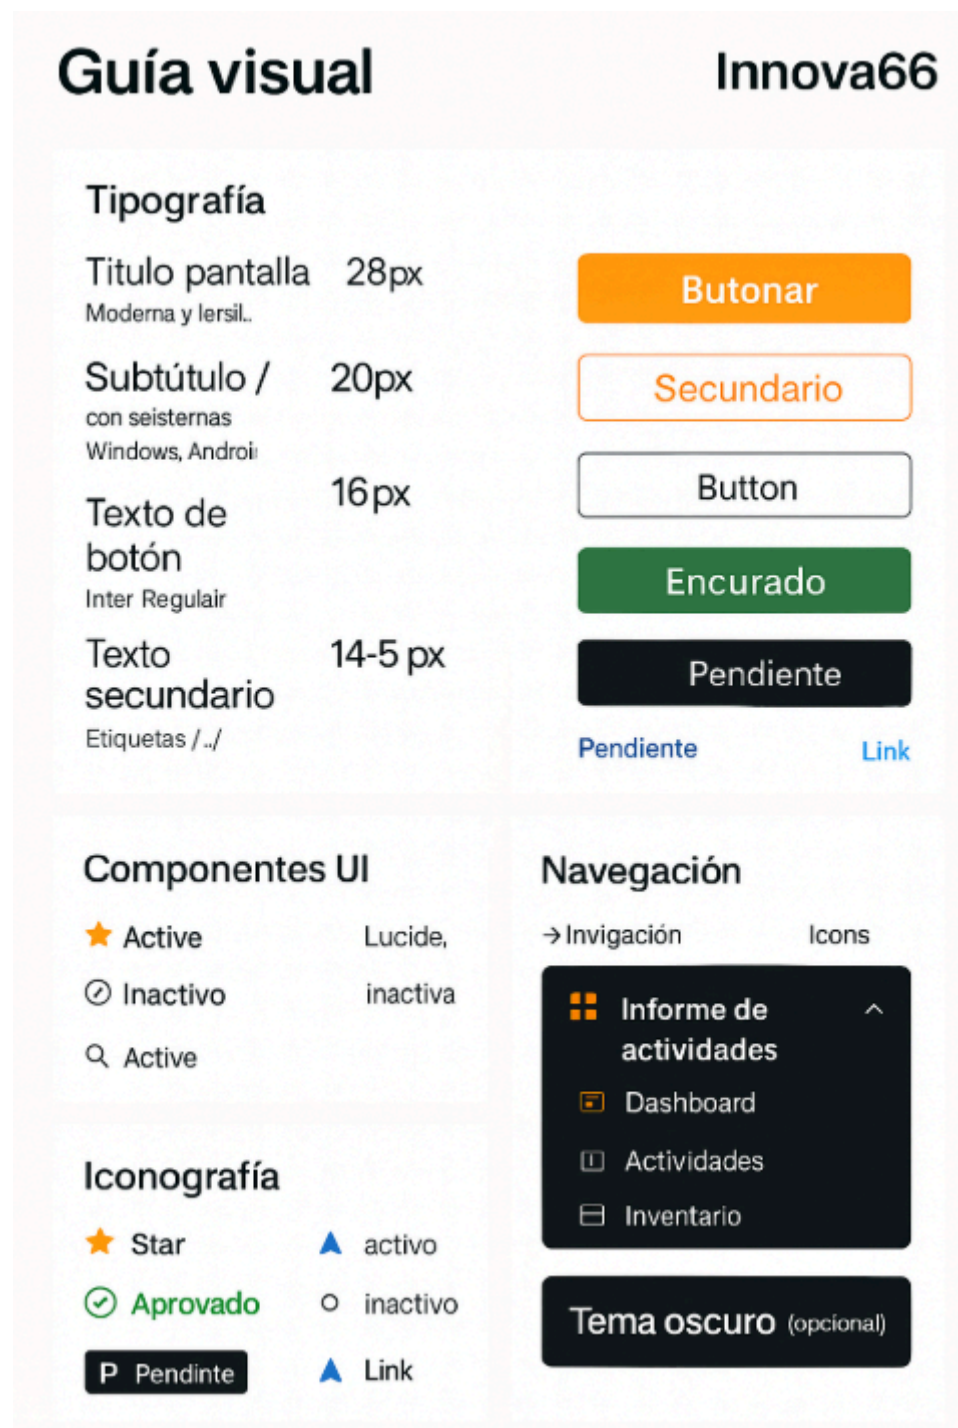 Guía visual
Innova66
Tipografía
Titulo pantalla 28px
Moderna y lersil..
Subtútulo / 20px
con seisternas
Windows, Androi
Texto de 16px
botón
Inter Regulair
Texto 14-5 px
secundario
Etiquetas /../
Butonar
Secundario
Button
Encurado
Pendiente
Pendiente Link
Componentes UI
Active Lucide,
Inactivo inactiva
Active
Navegación
→Invigación Icons
Informe de
actividades
Dashboard
Actividades
Inventario
Tema oscuro (opcional)
Iconografía
Star activo
Aprovado inactivo
P Pendinte Link